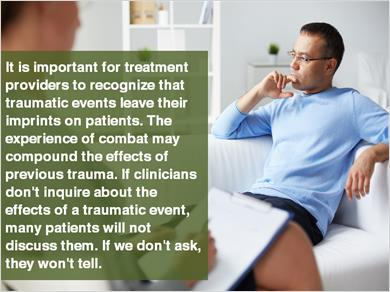 It is important for treatment
providers to recognize that
traumatic events leave their
imprints on patients. The
experience of combat may
compound the effects of
previous trauma. If clinicians
don't inquire about the
effects of a traumatic event,
many patients will not
discuss them. If we don't ask,
they won't tell.